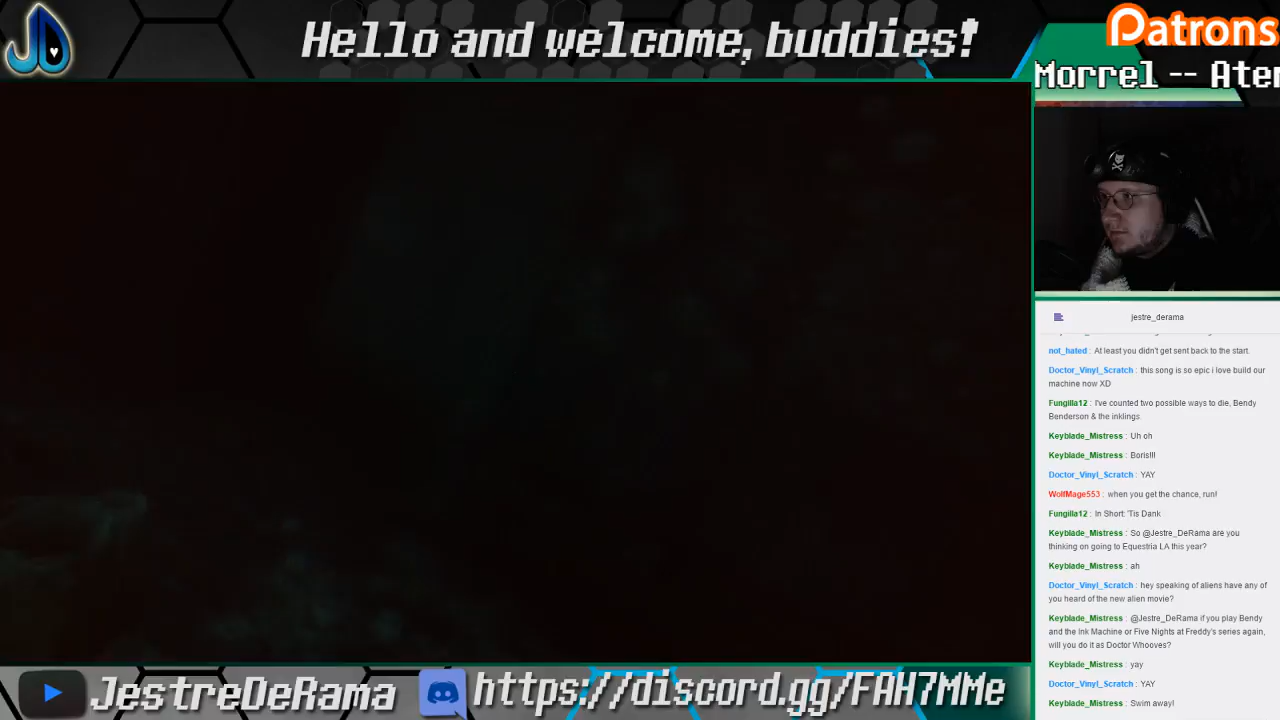 JD
Hello and welcome, buddies!
Patrons
Morrel -- Ater
jestre_derama
not_hated : At least you didn't get sent back to the start.
Doctor_Vinyl_Scratch : this song is so epic i love build our
machine now XD
Fungilla12 : I've counted two possible ways to die, Bendy
Benderson & the inklings.
Keyblade_Mistress : Uh oh
Keyblade_Mistress : Boris!!!
Doctor_Vinyl_Scratch : YAY
WolfMage553 : when you get the chance, run!
Fungilla12 : In Short: 'Tis Dank
Keyblade_Mistress : So @Jestre_DeRama are you
thinking on going to Equestria LA this year?
Keyblade_Mistress : ah
Doctor_Vinyl_Scratch : hey speaking of aliens have any of
you heard of the new alien movie?
Keyblade_Mistress : @Jestre_DeRama if you play Bendy
and the Ink Machine or Five Nights at Freddy's series again,
will you do it as Doctor Whooves?
Keyblade_Mistress : yay
Doctor_Vinyl_Scratch : YAY
Keyblade_Mistress : Swim away!
JestreDeRama
https://discord.gg/FAH7MMe